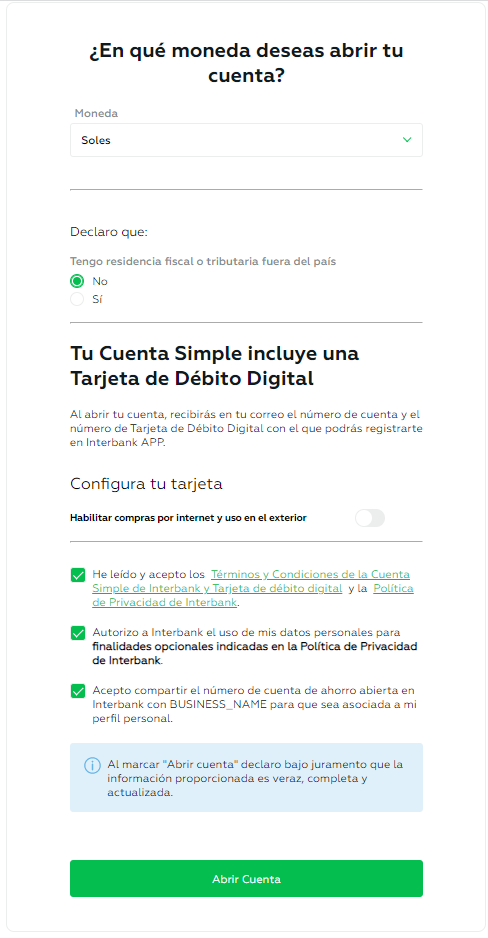 ¿En qué moneda deseas abrir tu
cuenta?
Moneda
Soles
Declaro que:
Tengo residencia fiscal o tributaria fuera del país
No
Sí
Tu Cuenta Simple incluye una
Tarjeta de Débito Digital
Al abrir tu cuenta, recibirás en tu correo el número de cuenta y el
número de Tarjeta de Débito Digital con el que podrás registrarte
en Interbank APP.
Configura tu tarjeta
Habilitar compras por internet y uso en el exterior
He leído y acepto los Términos y Condiciones de la Cuenta
Simple de Interbank y Tarjeta de débito digital y la Política
de Privacidad de Interbank.
Autorizo a Interbank el uso de mis datos personales para
finalidades opcionales indicadas en la Política de Privacidad
de Interbank.
Acepto compartir el número de cuenta de ahorro abierta en
Interbank con BUSINESS_NAME para que sea asociada a mi
perfil personal.
Al marcar "Abrir cuenta" declaro bajo juramento que la
información proporcionada es veraz, completa y
actualizada.
Abrir Cuenta